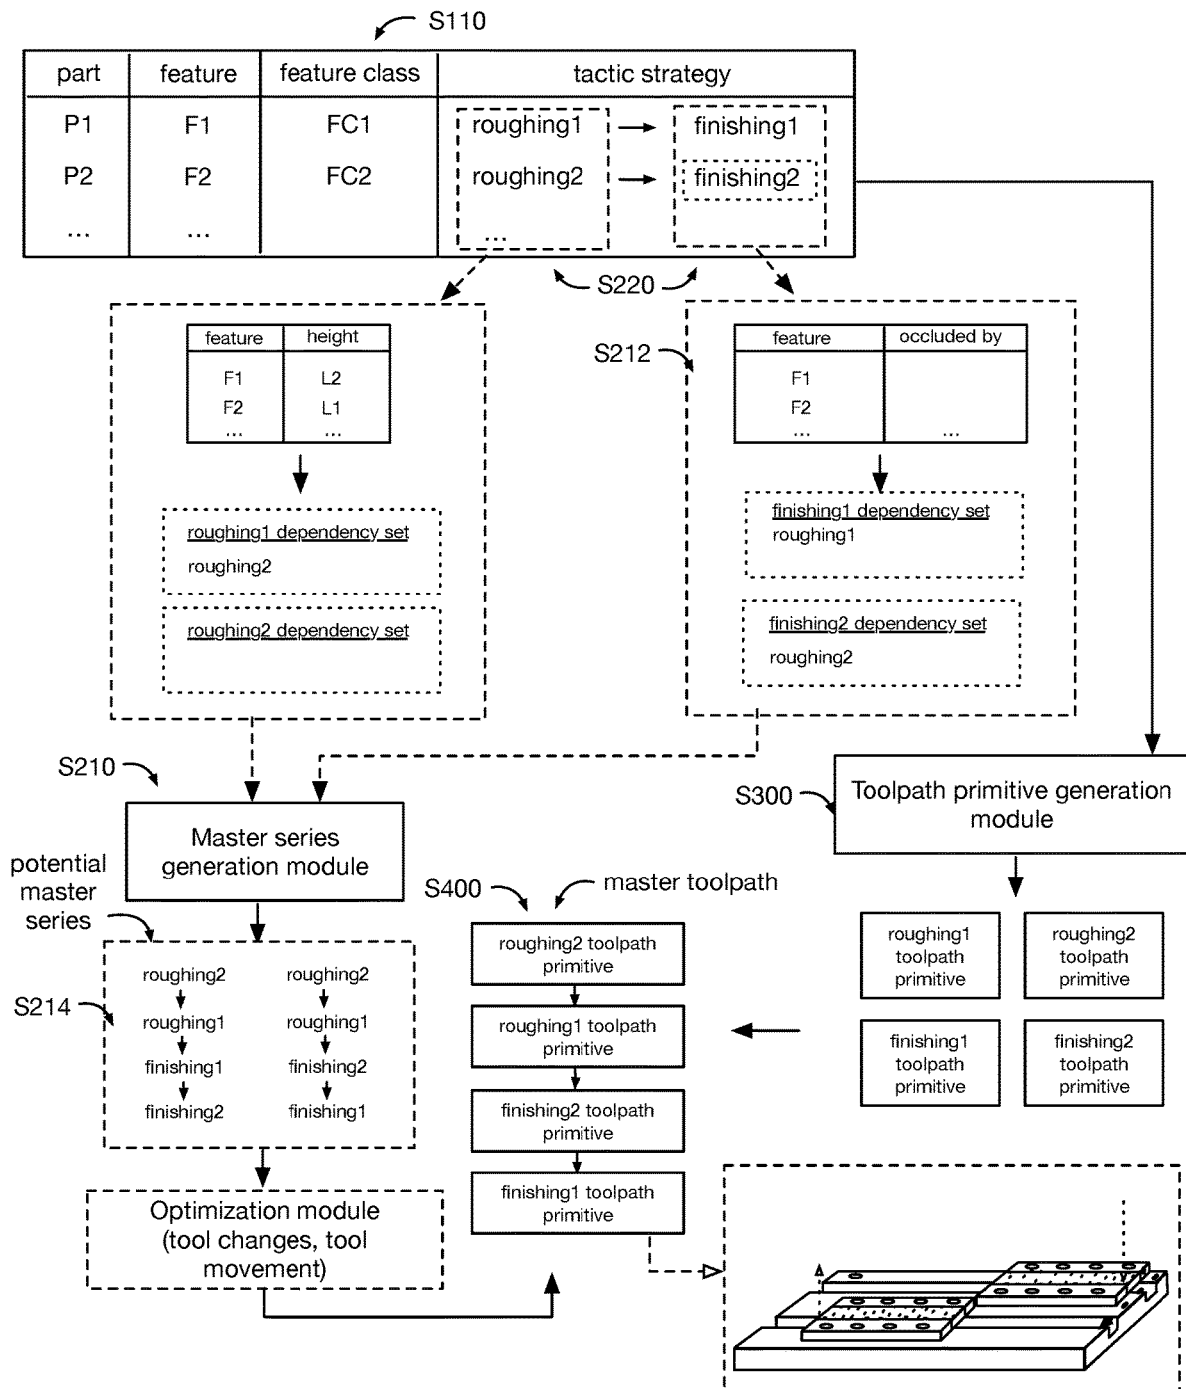 S110
part feature feature class tactic strategy
P1 F1 FC1 roughing1 finishing1
P2 F2 FC2 roughing2 finishing2
... ... ...
S220
feature height
F1 L2
F2 L1
... ...
roughing1 dependency set
roughing2
roughing2 dependency set
S212
feature occluded by
F1
F2
... ...
finishing1 dependency set
roughing1
finishing2 dependency set
roughing2
S210
Master series
generation module
S300
Toolpath primitive generation
module
potential
master
series
S214
roughing2 roughing2
roughing1 roughing1
finishing1 finishing2
finishing2 finishing1
Optimization module
(tool changes, tool
movement)
S400
master toolpath
roughing2 toolpath
primitive
roughing1 toolpath
primitive
finishing2 toolpath
primitive
finishing1 toolpath
primitive
roughing1
toolpath
primitive
roughing2
toolpath
primitive
finishing1
toolpath
primitive
finishing2
toolpath
primitive